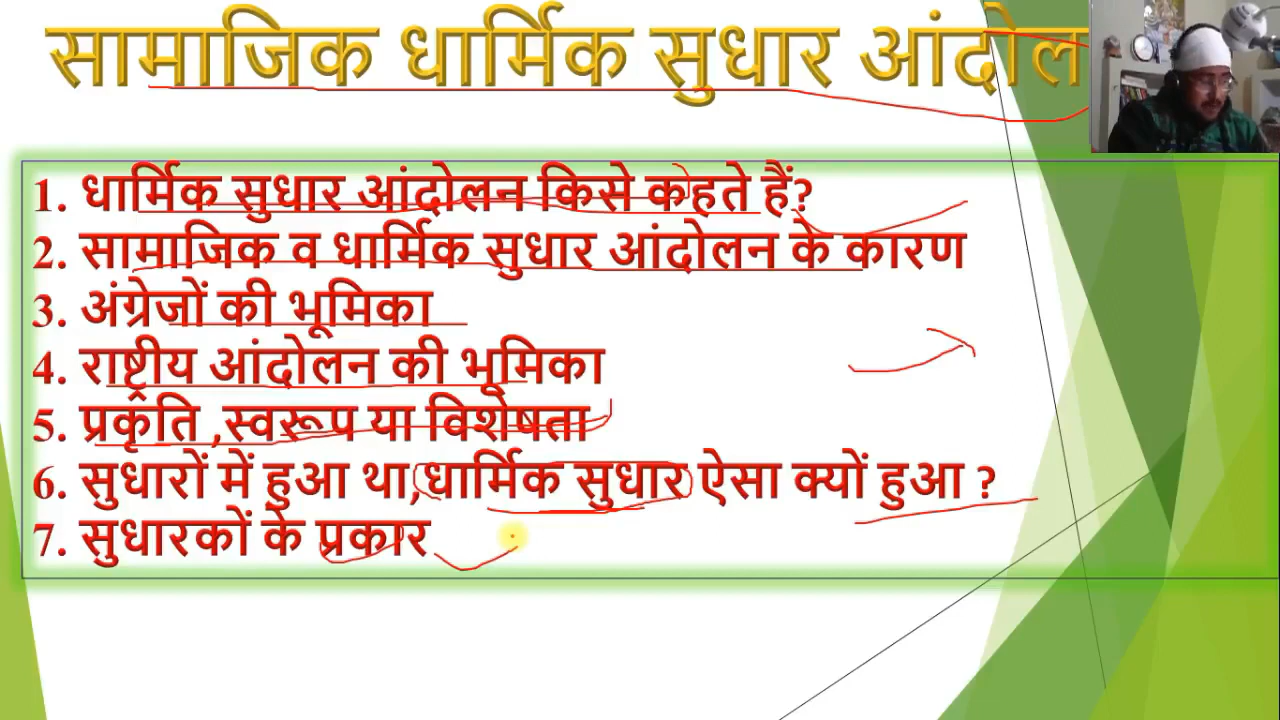 सामाजिक धार्मिक सुधार आंदोल
1. धार्मिक सुधार आंदोलन किसे कहते हैं?
2. सामाजिक व धार्मिक सुधार आंदोलन के कारण
3. अंग्रेजों की भूमिका
4. राष्ट्रीय आंदोलन की भूमिका
5. प्रकृति ,स्वरूप या विशेषता
6. सुधारों में हुआ था,धार्मिक सुधार ऐसा क्यों हुआ ?
7. सुधारकों के प्रकार